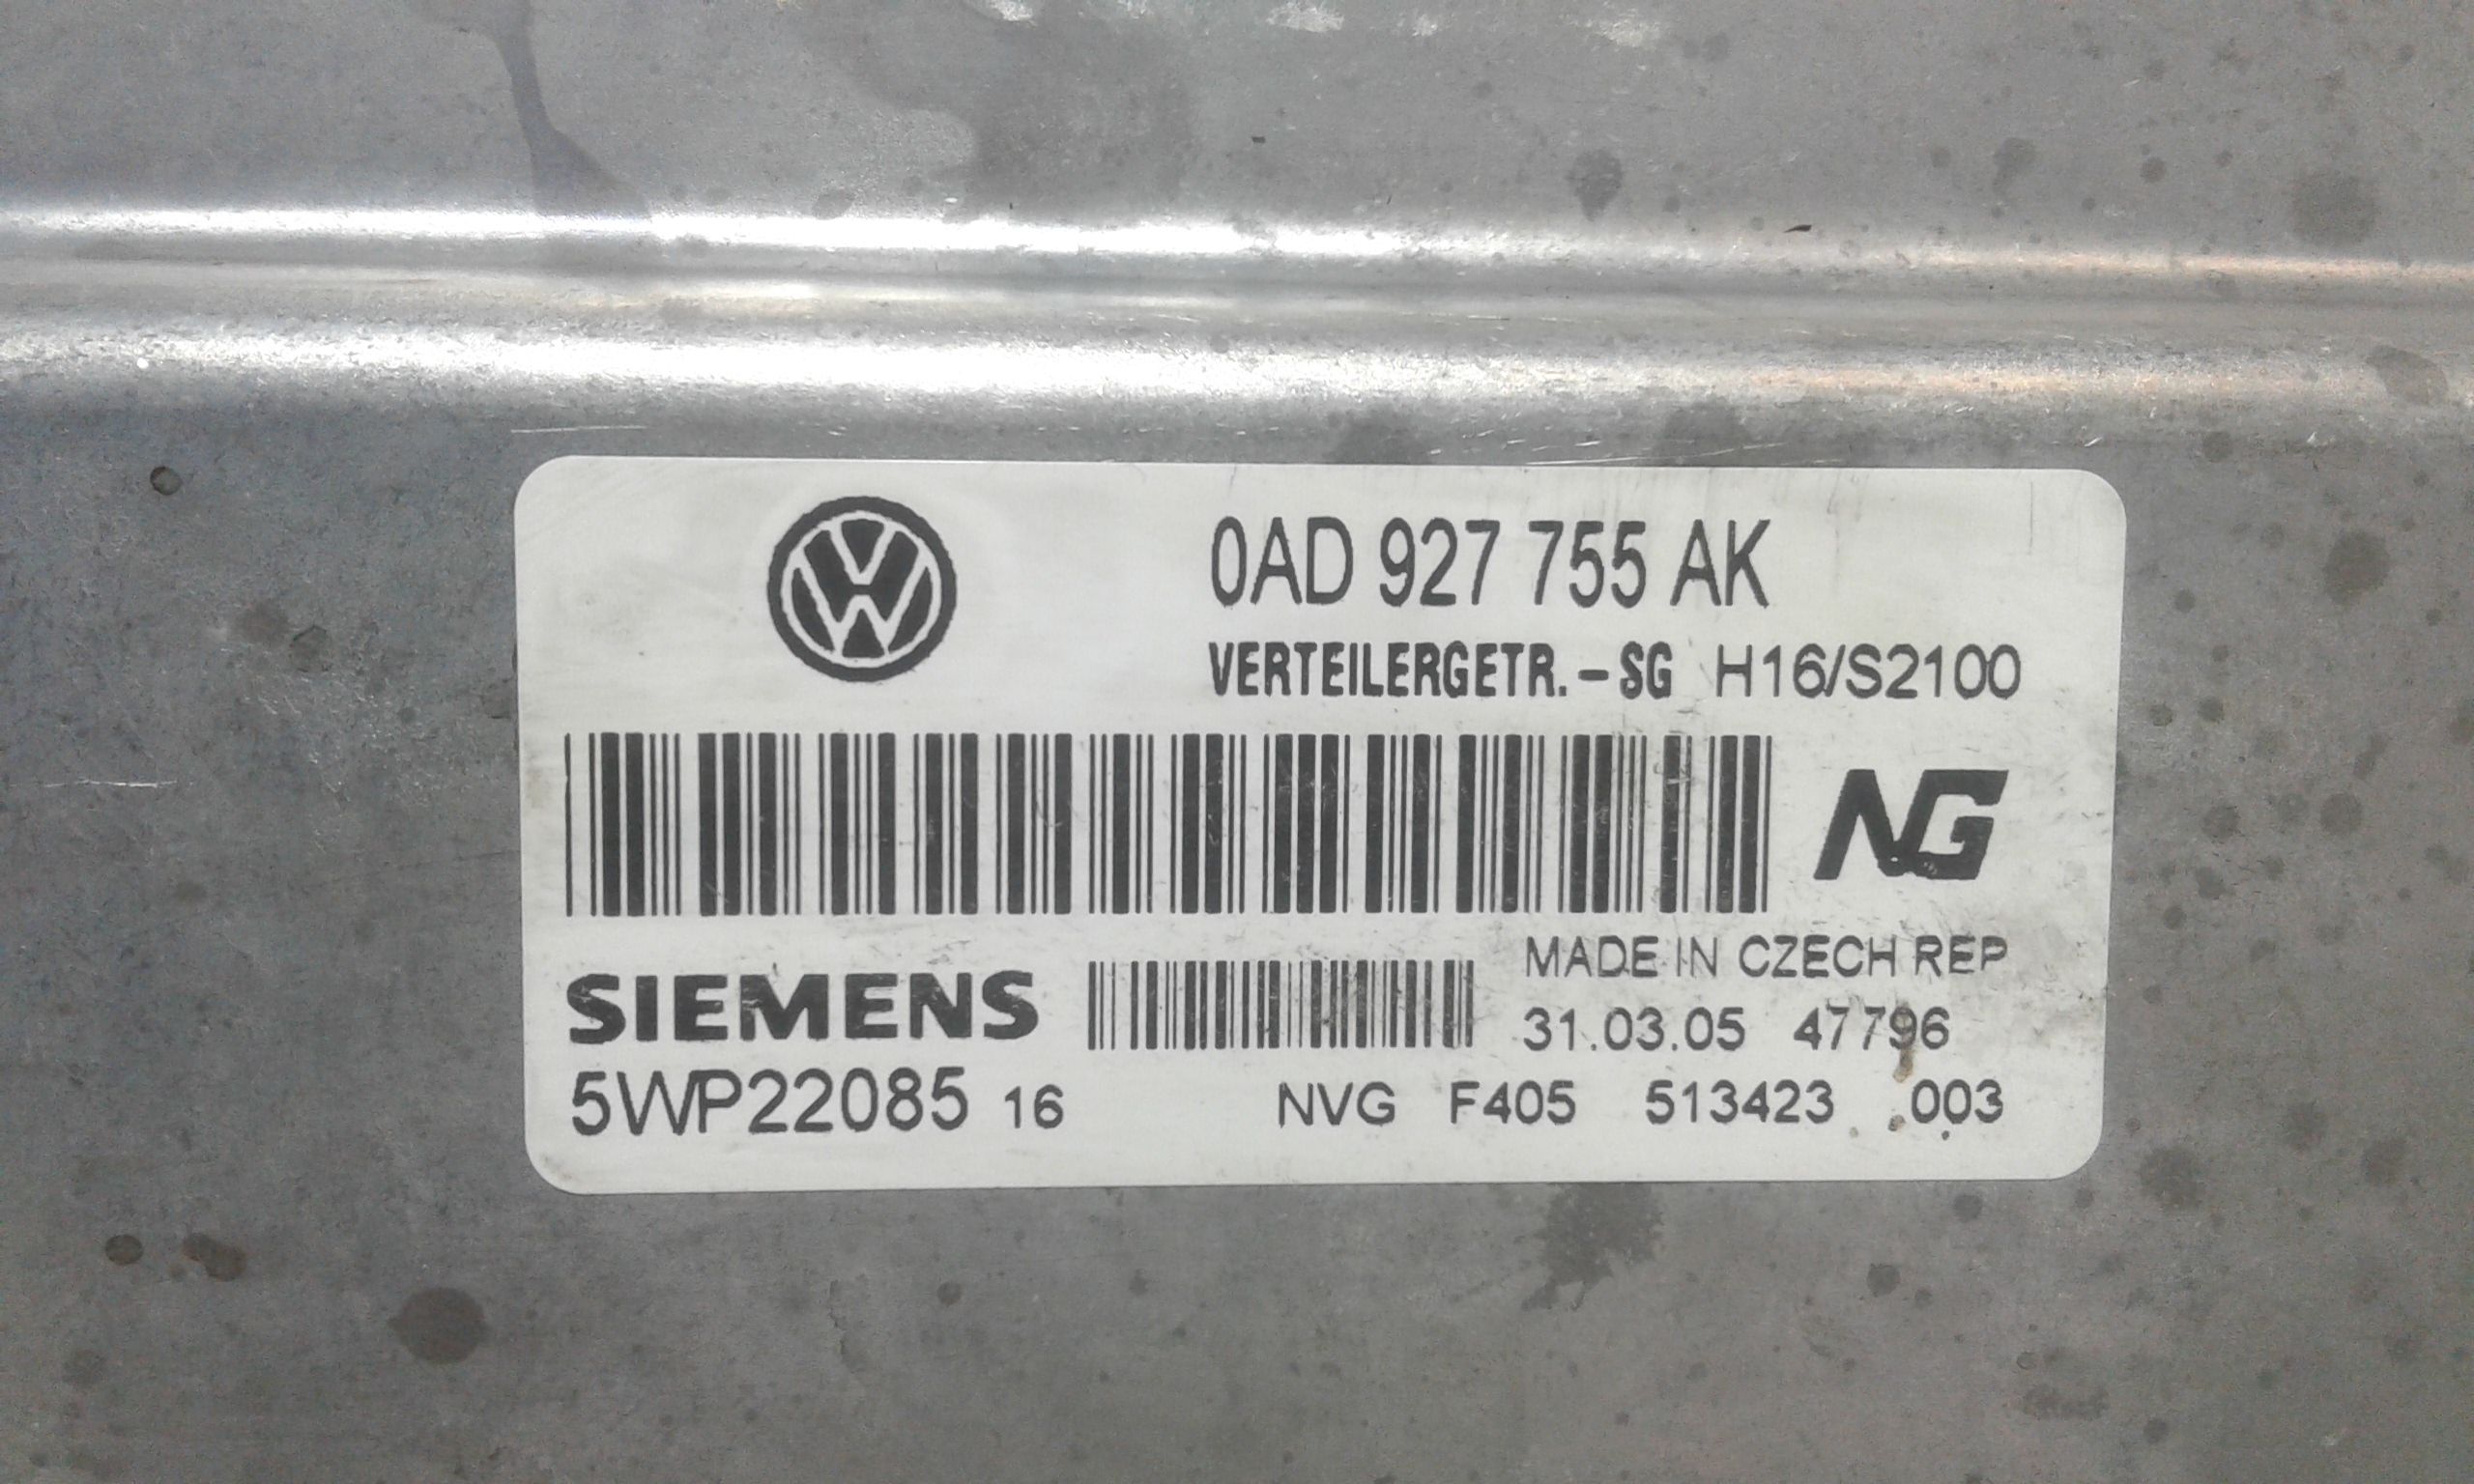 0AD 927 755 AK
VERTEILERGETR.-SG H16/S2100
NG
MADE IN CZECH REP
SIEMENS
31.03.05 47796
5WP22085 16 NVG F405 513423 003